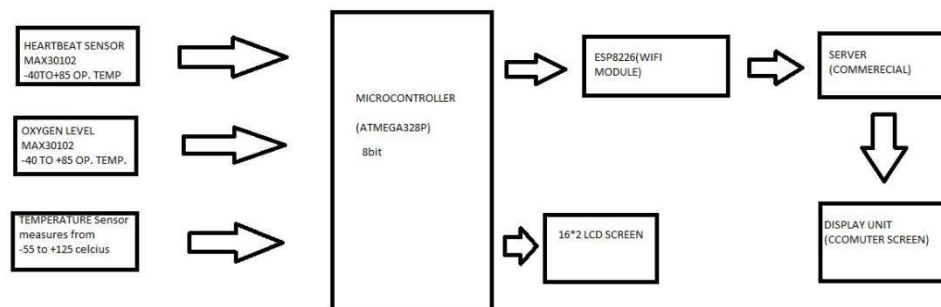 HEARTBEAT SENSOR
MAX30102
-40TO+85 OP. TEMP
OXYGEN LEVEL
MAX30102
-40 TO +85 OP. TEMP.
TEMPERATURE Sensor
measures from
-55 to +125 celcius
MICROCONTROLLER
(ATMEGA328P)
8bit
ESP8226(WIFI
MODULE)
SERVER
(COMMERECIAL)
16*2 LCD SCREEN
DISPLAY UNIT
(CCOMUTER SCREEN)